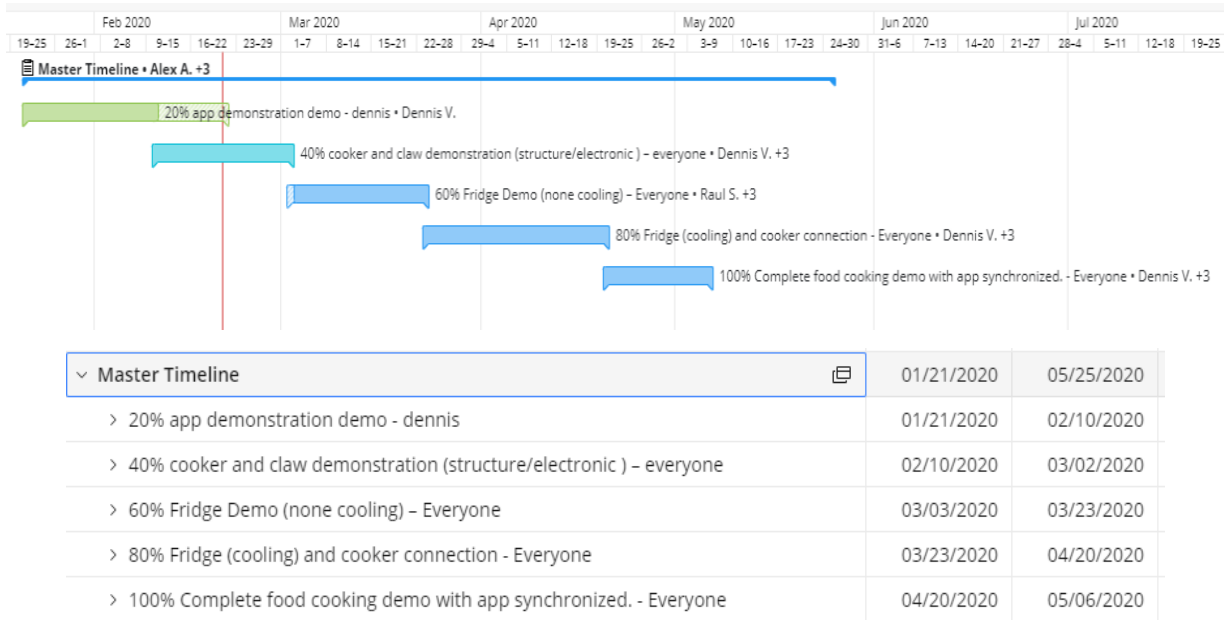 Feb 2020 Mar 2020 Apr 2020 May 2020 Jun 2020 Jul 2020
19-25 26-1 2-8 9-15 16-22 23-29 1-7 8-14 15-21 22-28 29-4 5-11 12-18 19-25 26-2 3-9 10-16 17-23 24-30 31-6 7-13 14-20 21-27 28-4 5-11 12-18 19-25
Master Timeline • Alex A. +3
20% app demonstration demo - dennis • Dennis V.
40% cooker and claw demonstration (structure/electronic ) – everyone • Dennis V. +3
60% Fridge Demo (none cooling) – Everyone • Raul S. +3
80% Fridge (cooling) and cooker connection - Everyone • Dennis V. +3
100% Complete food cooking demo with app synchronized. - Everyone • Dennis V. +3
Master Timeline 01/21/2020 05/25/2020
20% app demonstration demo - dennis 01/21/2020 02/10/2020
40% cooker and claw demonstration (structure/electronic ) – everyone 02/10/2020 03/02/2020
60% Fridge Demo (none cooling) – Everyone 03/03/2020 03/23/2020
80% Fridge (cooling) and cooker connection - Everyone 03/23/2020 04/20/2020
100% Complete food cooking demo with app synchronized. - Everyone 04/20/2020 05/06/2020